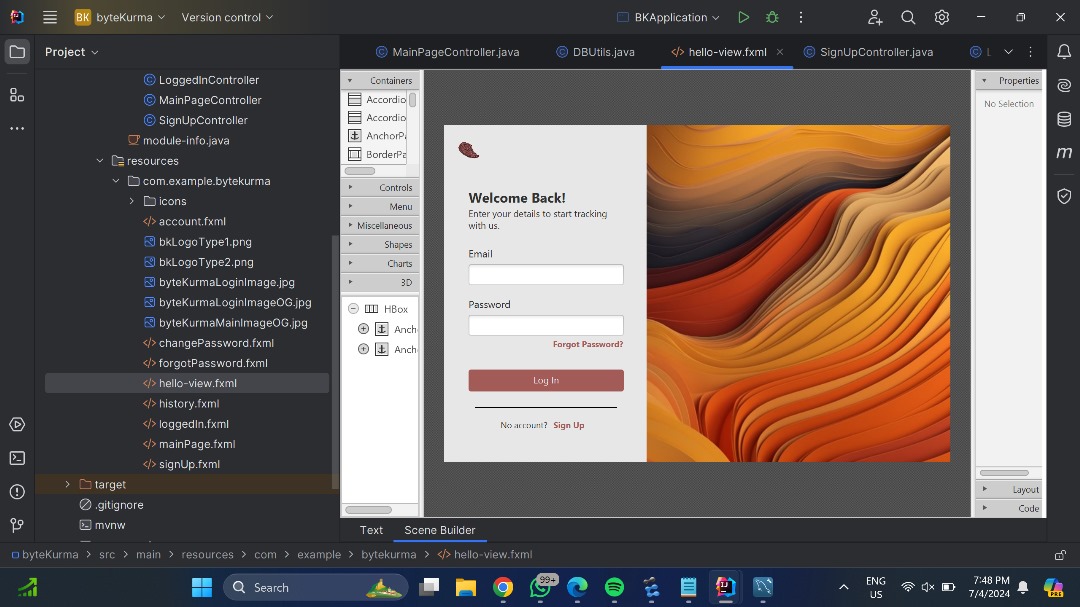 BK byteKurma Version control BKApplication
Project
MainPageController.java DBUtils.java hello-view.fxml SignUpController.java L
LoggedInController
MainPageController
SignUpController
module-info.java
resources
com.example.bytekurma
icons
account.fxml
bkLogoType1.png
bkLogoType2.png
byteKurmaLoginImage.jpg
byteKurmaLoginImageOG.jpg
byteKurmaMainImageOG.jpg
changePassword.fxml
forgotPassword.fxml
hello-view.fxml
history.fxml
loggedIn.fxml
mainPage.fxml
signUp.fxml
target
.gitignore
mvnw
Containers
Accordio
Accordio
AnchorPa
BorderPa
Controls
Menu
Miscellaneous
Shapes
Charts
3D
HBox
Anch
Anch
Welcome Back!
Enter your details to start tracking
with us.
Email
Password
Forgot Password?
Log In
No account? Sign Up
Properties
No Selection
Layout
Code
m
Text Scene Builder
byteKurma > src > main > resources > com > example > bytekurma > hello-view.fxml
Search
99+
ENG
US
7:48 PM
7/4/2024
PRE